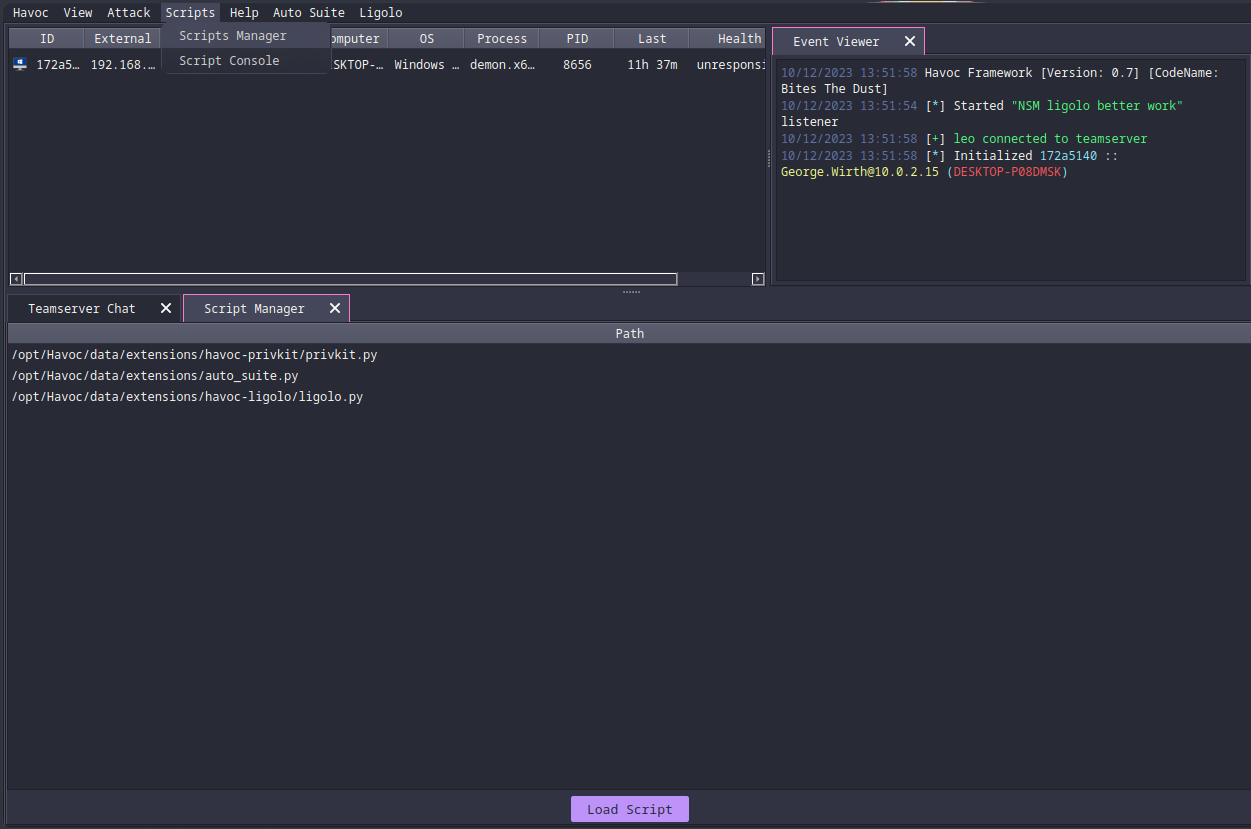 Havoc View Attack Scripts Help Auto Suite Ligolo
Scripts Manager
Script Console
ID External omputer OS Process PID Last Health
172a5… 192.168.… SKTOP-… Windows … demon.x6… 8656 11h 37m unresponsi
Event Viewer
10/12/2023 13:51:58 Havoc Framework [Version: 0.7] [CodeName:
Bites The Dust]
10/12/2023 13:51:54 [*] Started "NSM ligolo better work"
listener
10/12/2023 13:51:58 [+] leo connected to teamserver
10/12/2023 13:51:58 [*] Initialized 172a5140 ::
George.Wirth@10.0.2.15 (DESKTOP-P08DMSK)
Teamserver Chat Script Manager
Path
/opt/Havoc/data/extensions/havoc-privkit/privkit.py
/opt/Havoc/data/extensions/auto_suite.py
/opt/Havoc/data/extensions/havoc-ligolo/ligolo.py
Load Script